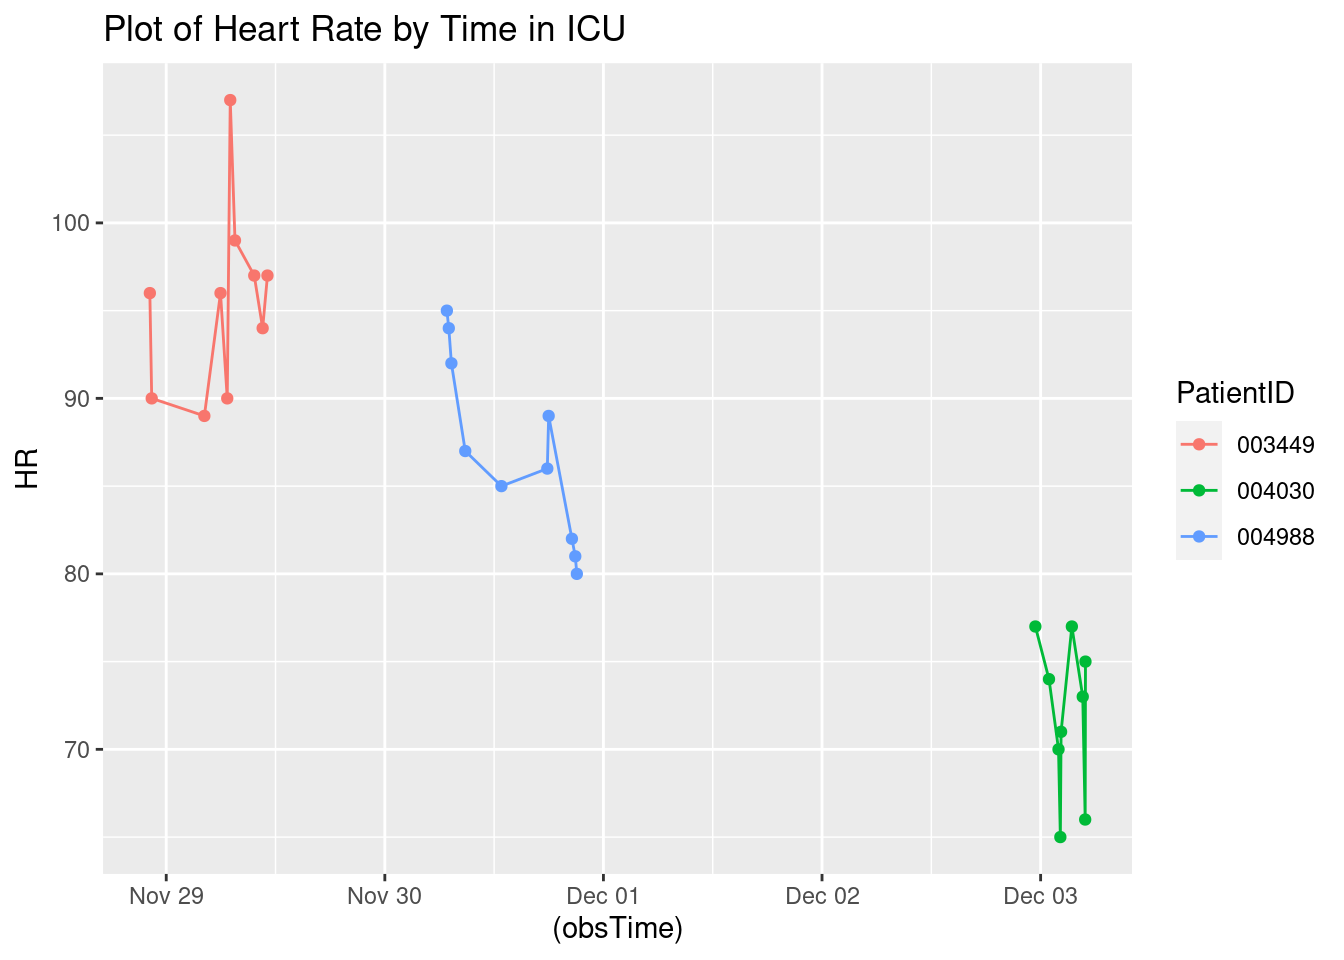 Plot of Heart Rate by Time in ICU
100
90
80
70
HR
Nov 29
Nov 30
Dec 01
Dec 02
Dec 03
(obsTime)
PatientID
003449
004030
004988